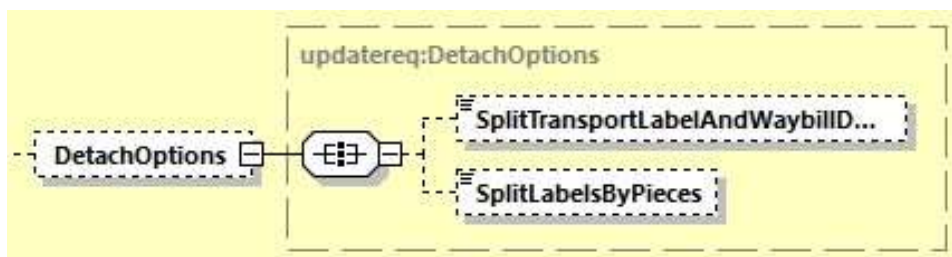 updatereq:DetachOptions
SplitTransportLabelAndWaybillD...
DetachOptions
SplitLabelsByPieces